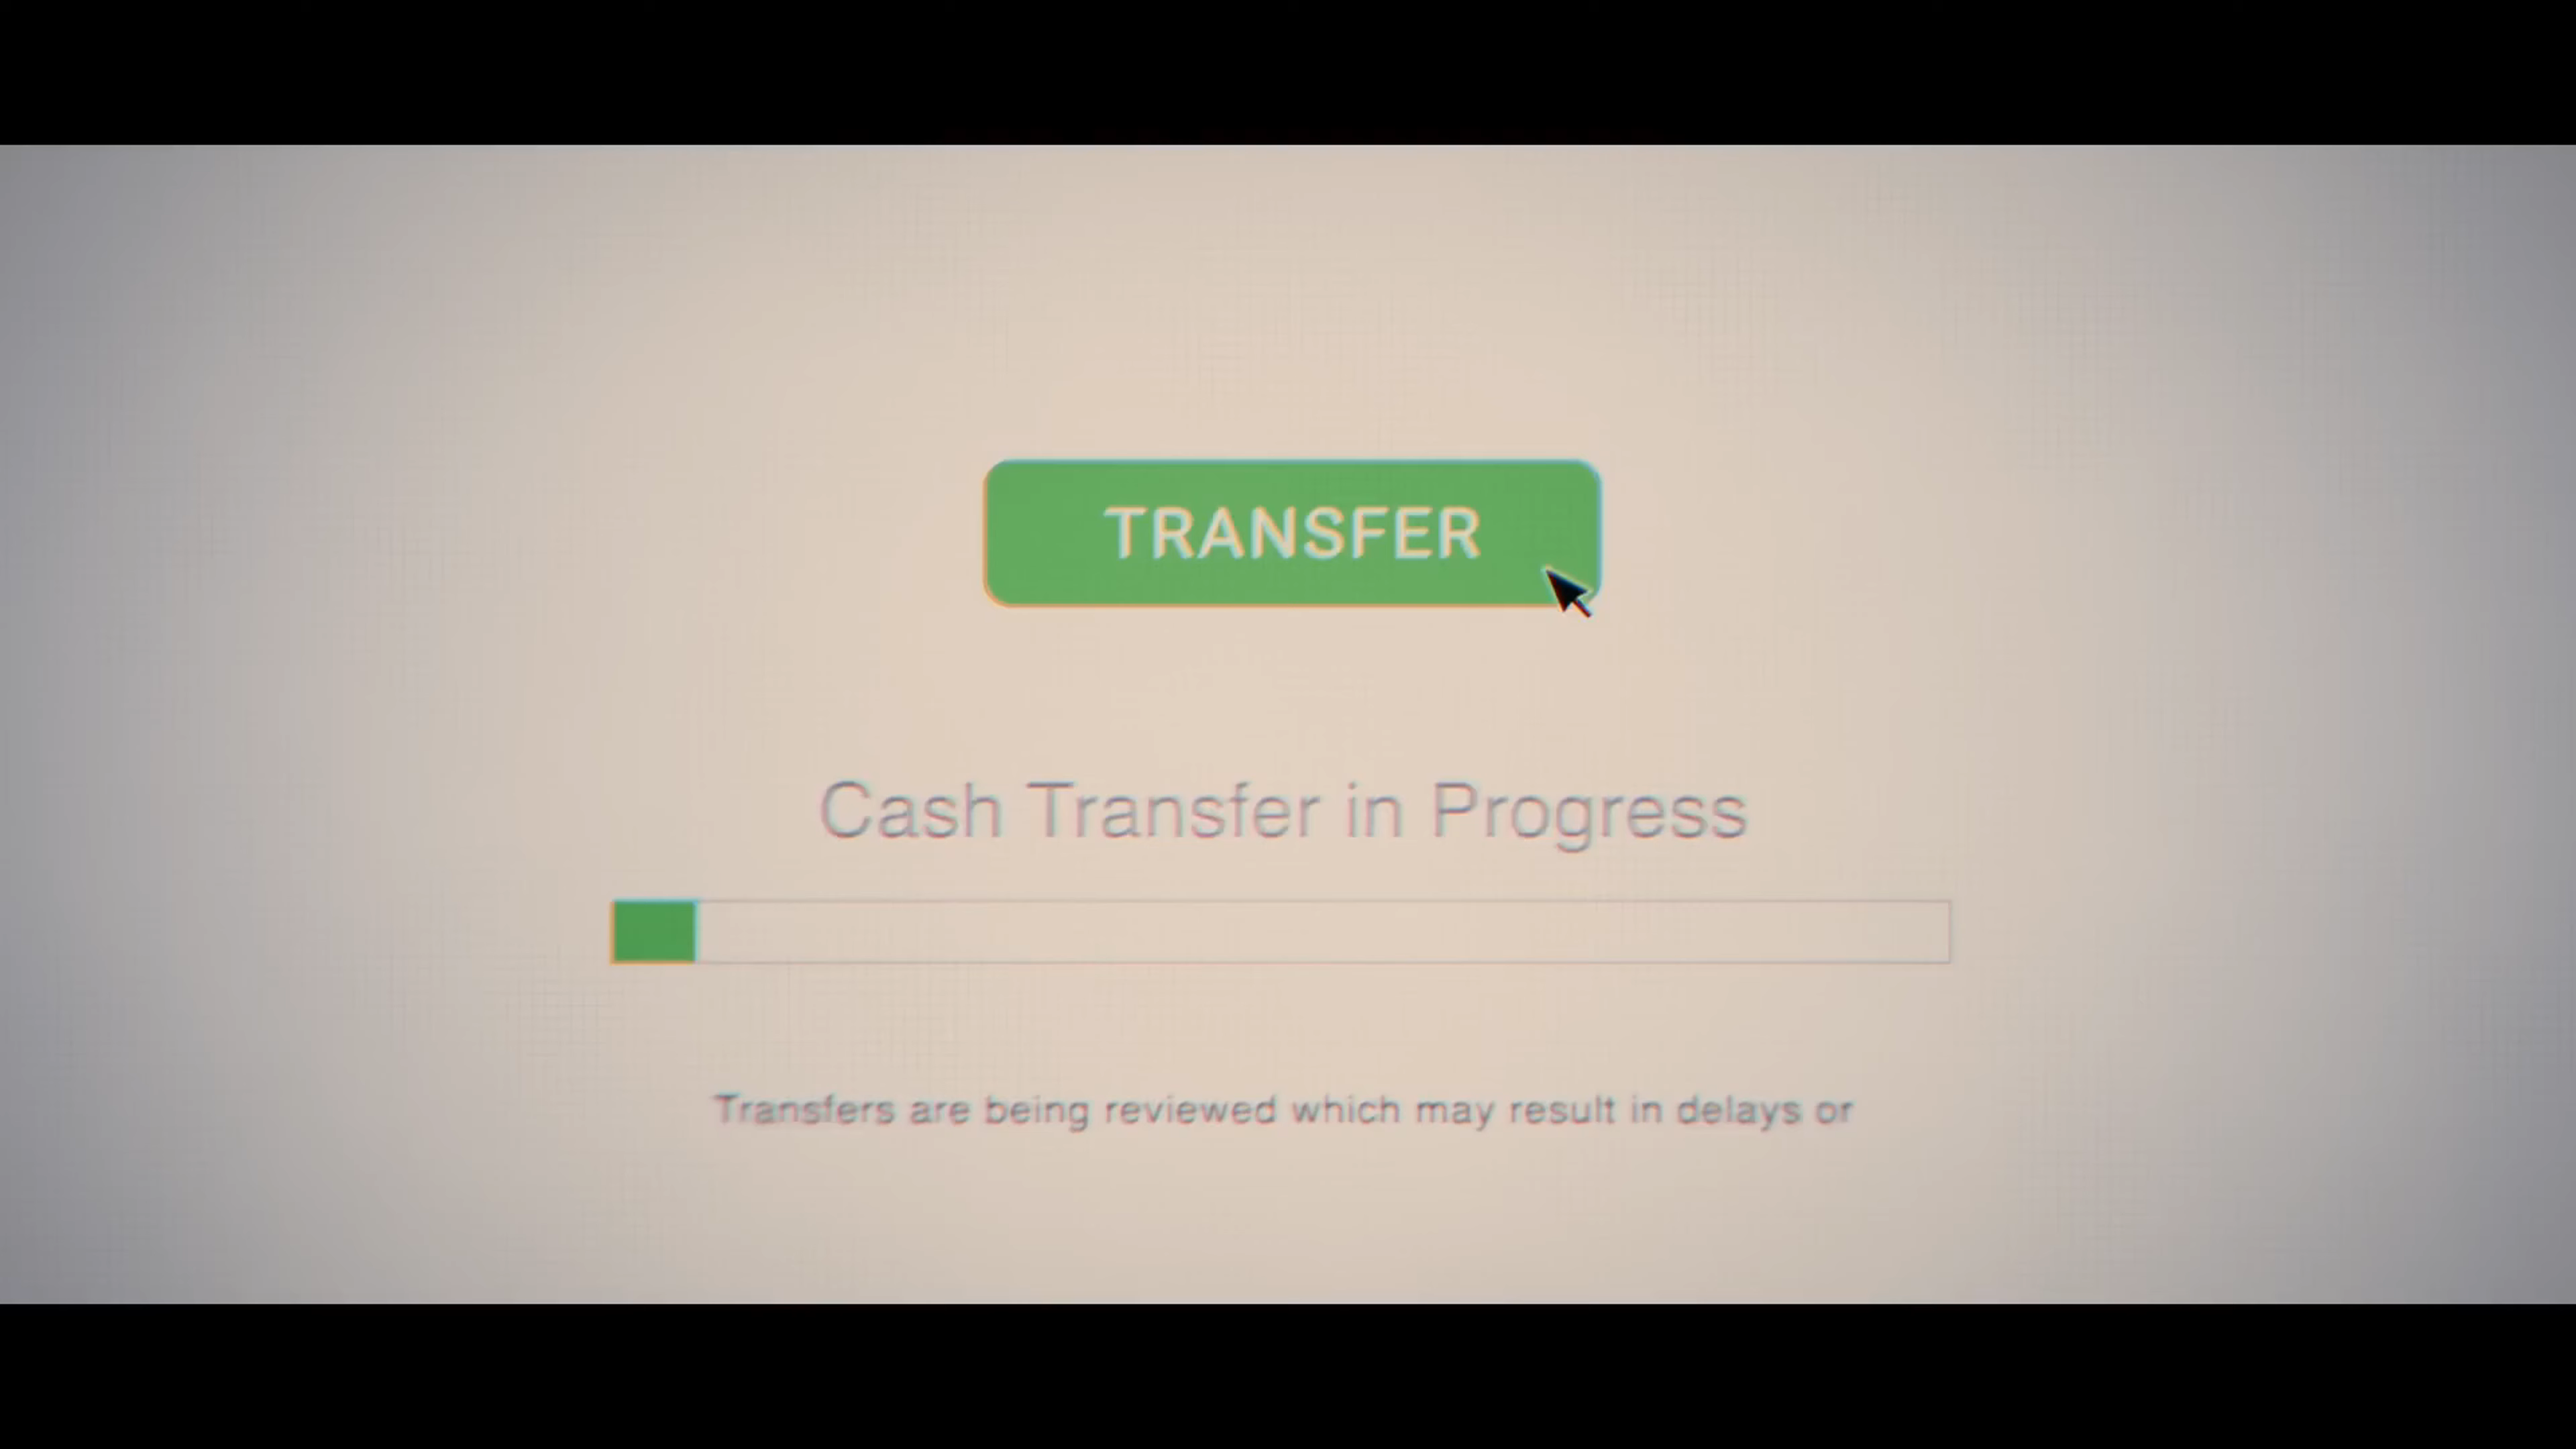 TRANSFER
Cash Transfer in Progress
Transfers are being reviewed which may result in delays or